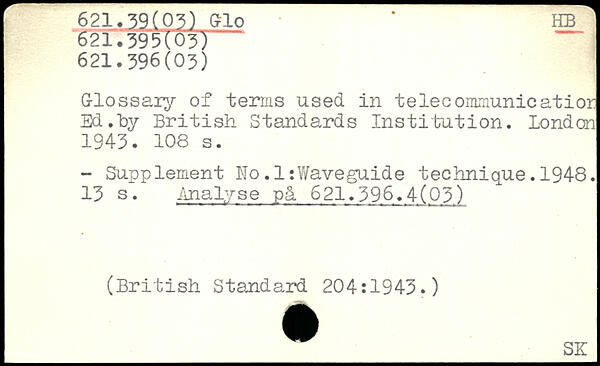 621.39(03) Glo HB
621.395(03)
621.396(03)
Glossary of terms used in telecommunication
Ed.by British Standards Institution. London
1943. 108 s.
- Supplement No.1:Waveguide technique.1948.
13 s. Analyse på 621.396.4(03)
(British Standard 204:1943.)
SK